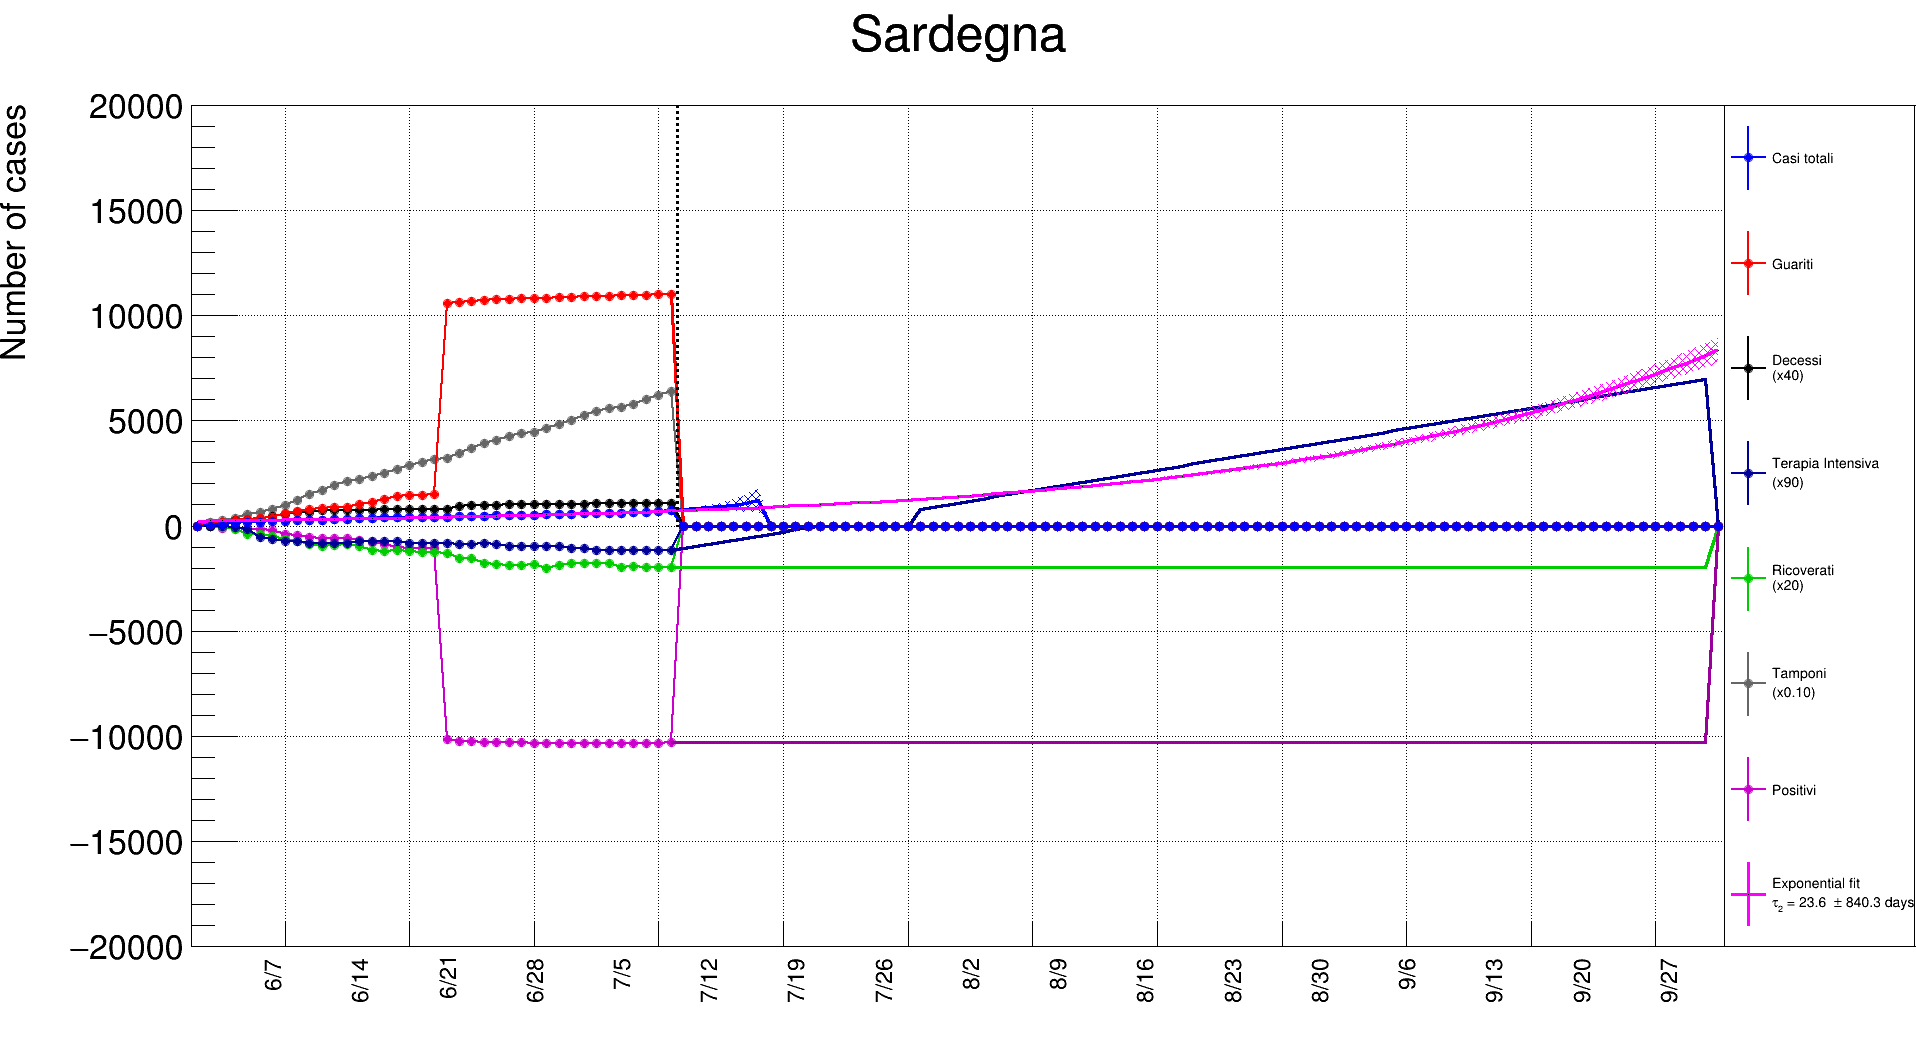 Sardegna
Number of cases
20000
15000
10000
5000
0
−5000
−10000
−15000
−20000
6/7
6/14
6/21
6/28
7/5
7/12
7/19
7/26
8/2
8/9
8/16
8/23
8/30
9/6
9/13
9/20
9/27
Casi totali
Guariti
Decessi
(x40)
Terapia Intensiva
(x90)
Ricoverati
(x20)
Tamponi
(x0.10)
Positivi
Exponential fit
τ2 = 23.6 ± 840.3 days